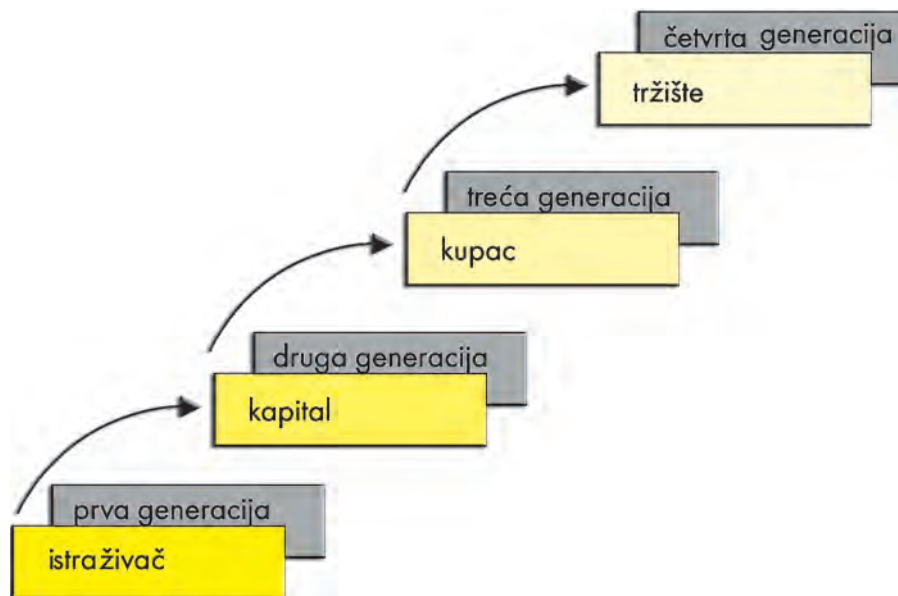 četvrta generacija
tržište
treća generacija
kupac
druga generacija
kapital
prva generacija
istraživač